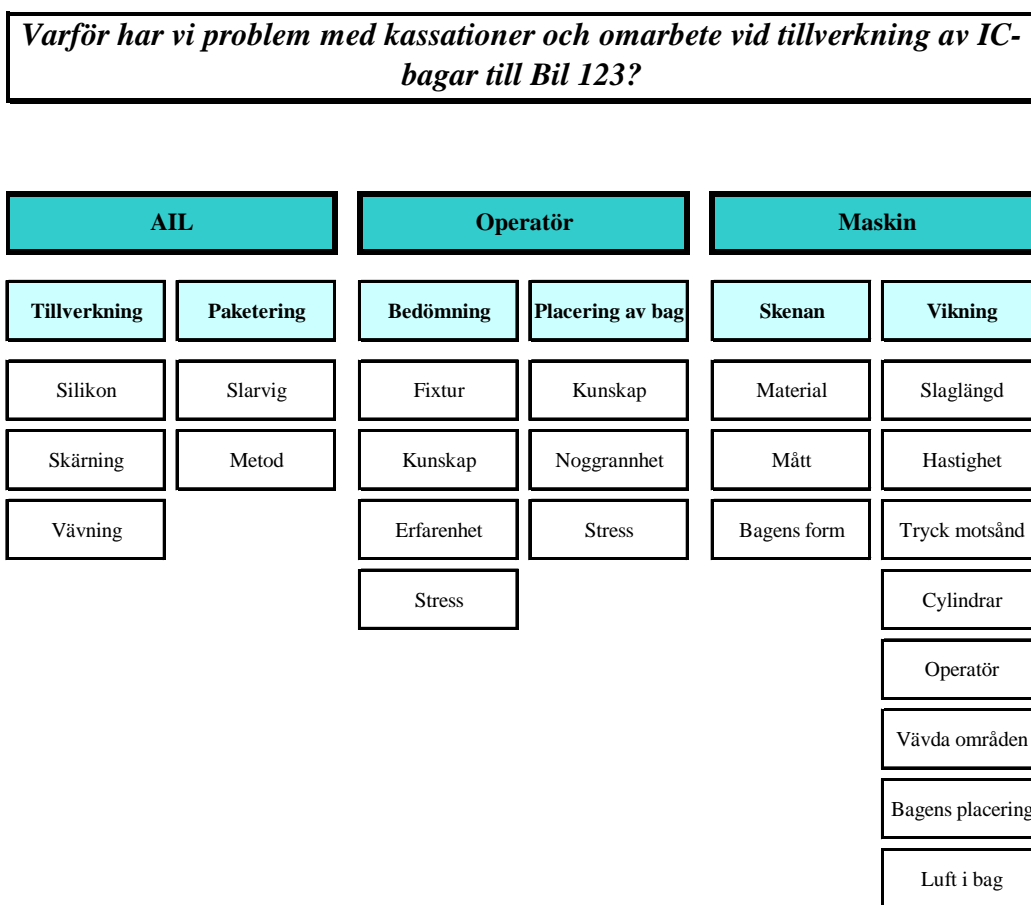 Varför har vi problem med kassationer och omarbete vid tillverkning av IC-
bagar till Bil 123?
AIL
Operatör
Maskin
Tillverkning
Paketering
Bedömning
Placering av bag
Skenan
Vikning
Silikon
Slarvig
Fixtur
Kunskap
Material
Slaglängd
Skärning
Metod
Kunskap
Noggrannhet
Mått
Hastighet
Vävning
Erfarenhet
Stress
Bagens form
Tryck motsånd
Stress
Cylindrar
Operatör
Vävda områden
Bagens placering
Luft i bag